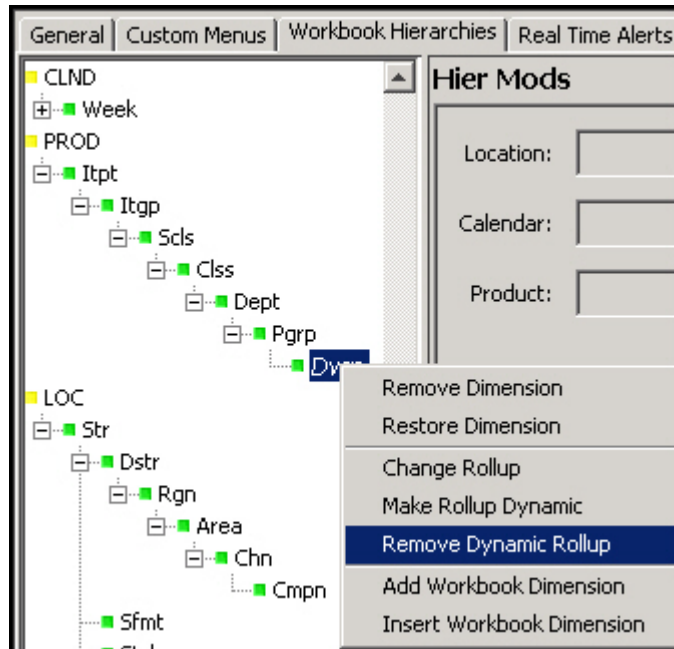 General Custom Menus Workbook Hierarchies Real Time Alerts
CLND
Week
PROD
Itpt
Itgp
Scls
Clss
Dept
Pgrp
LOC
Str
Dstr
Rgn
Area
Chn
Cmpn
Sfmt
Hier Mods
Location:
Calendar:
Product:
Remove Dimension
Restore Dimension
Change Rollup
Make Rollup Dynamic
Remove Dynamic Rollup
Add Workbook Dimension
Insert Workbook Dimension